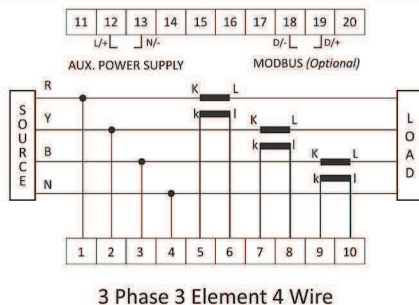 11 12 13 14 15 16 17 18 19 20
L/+ N/- D/- D/+
AUX. POWER SUPPLY MODBUS (Optional)
R K L
k l
Y K L
k l
B K L
k l
N
SOURCE
LOAD
1 2 3 4 5 6 7 8 9 10
3 Phase 3 Element 4 Wire